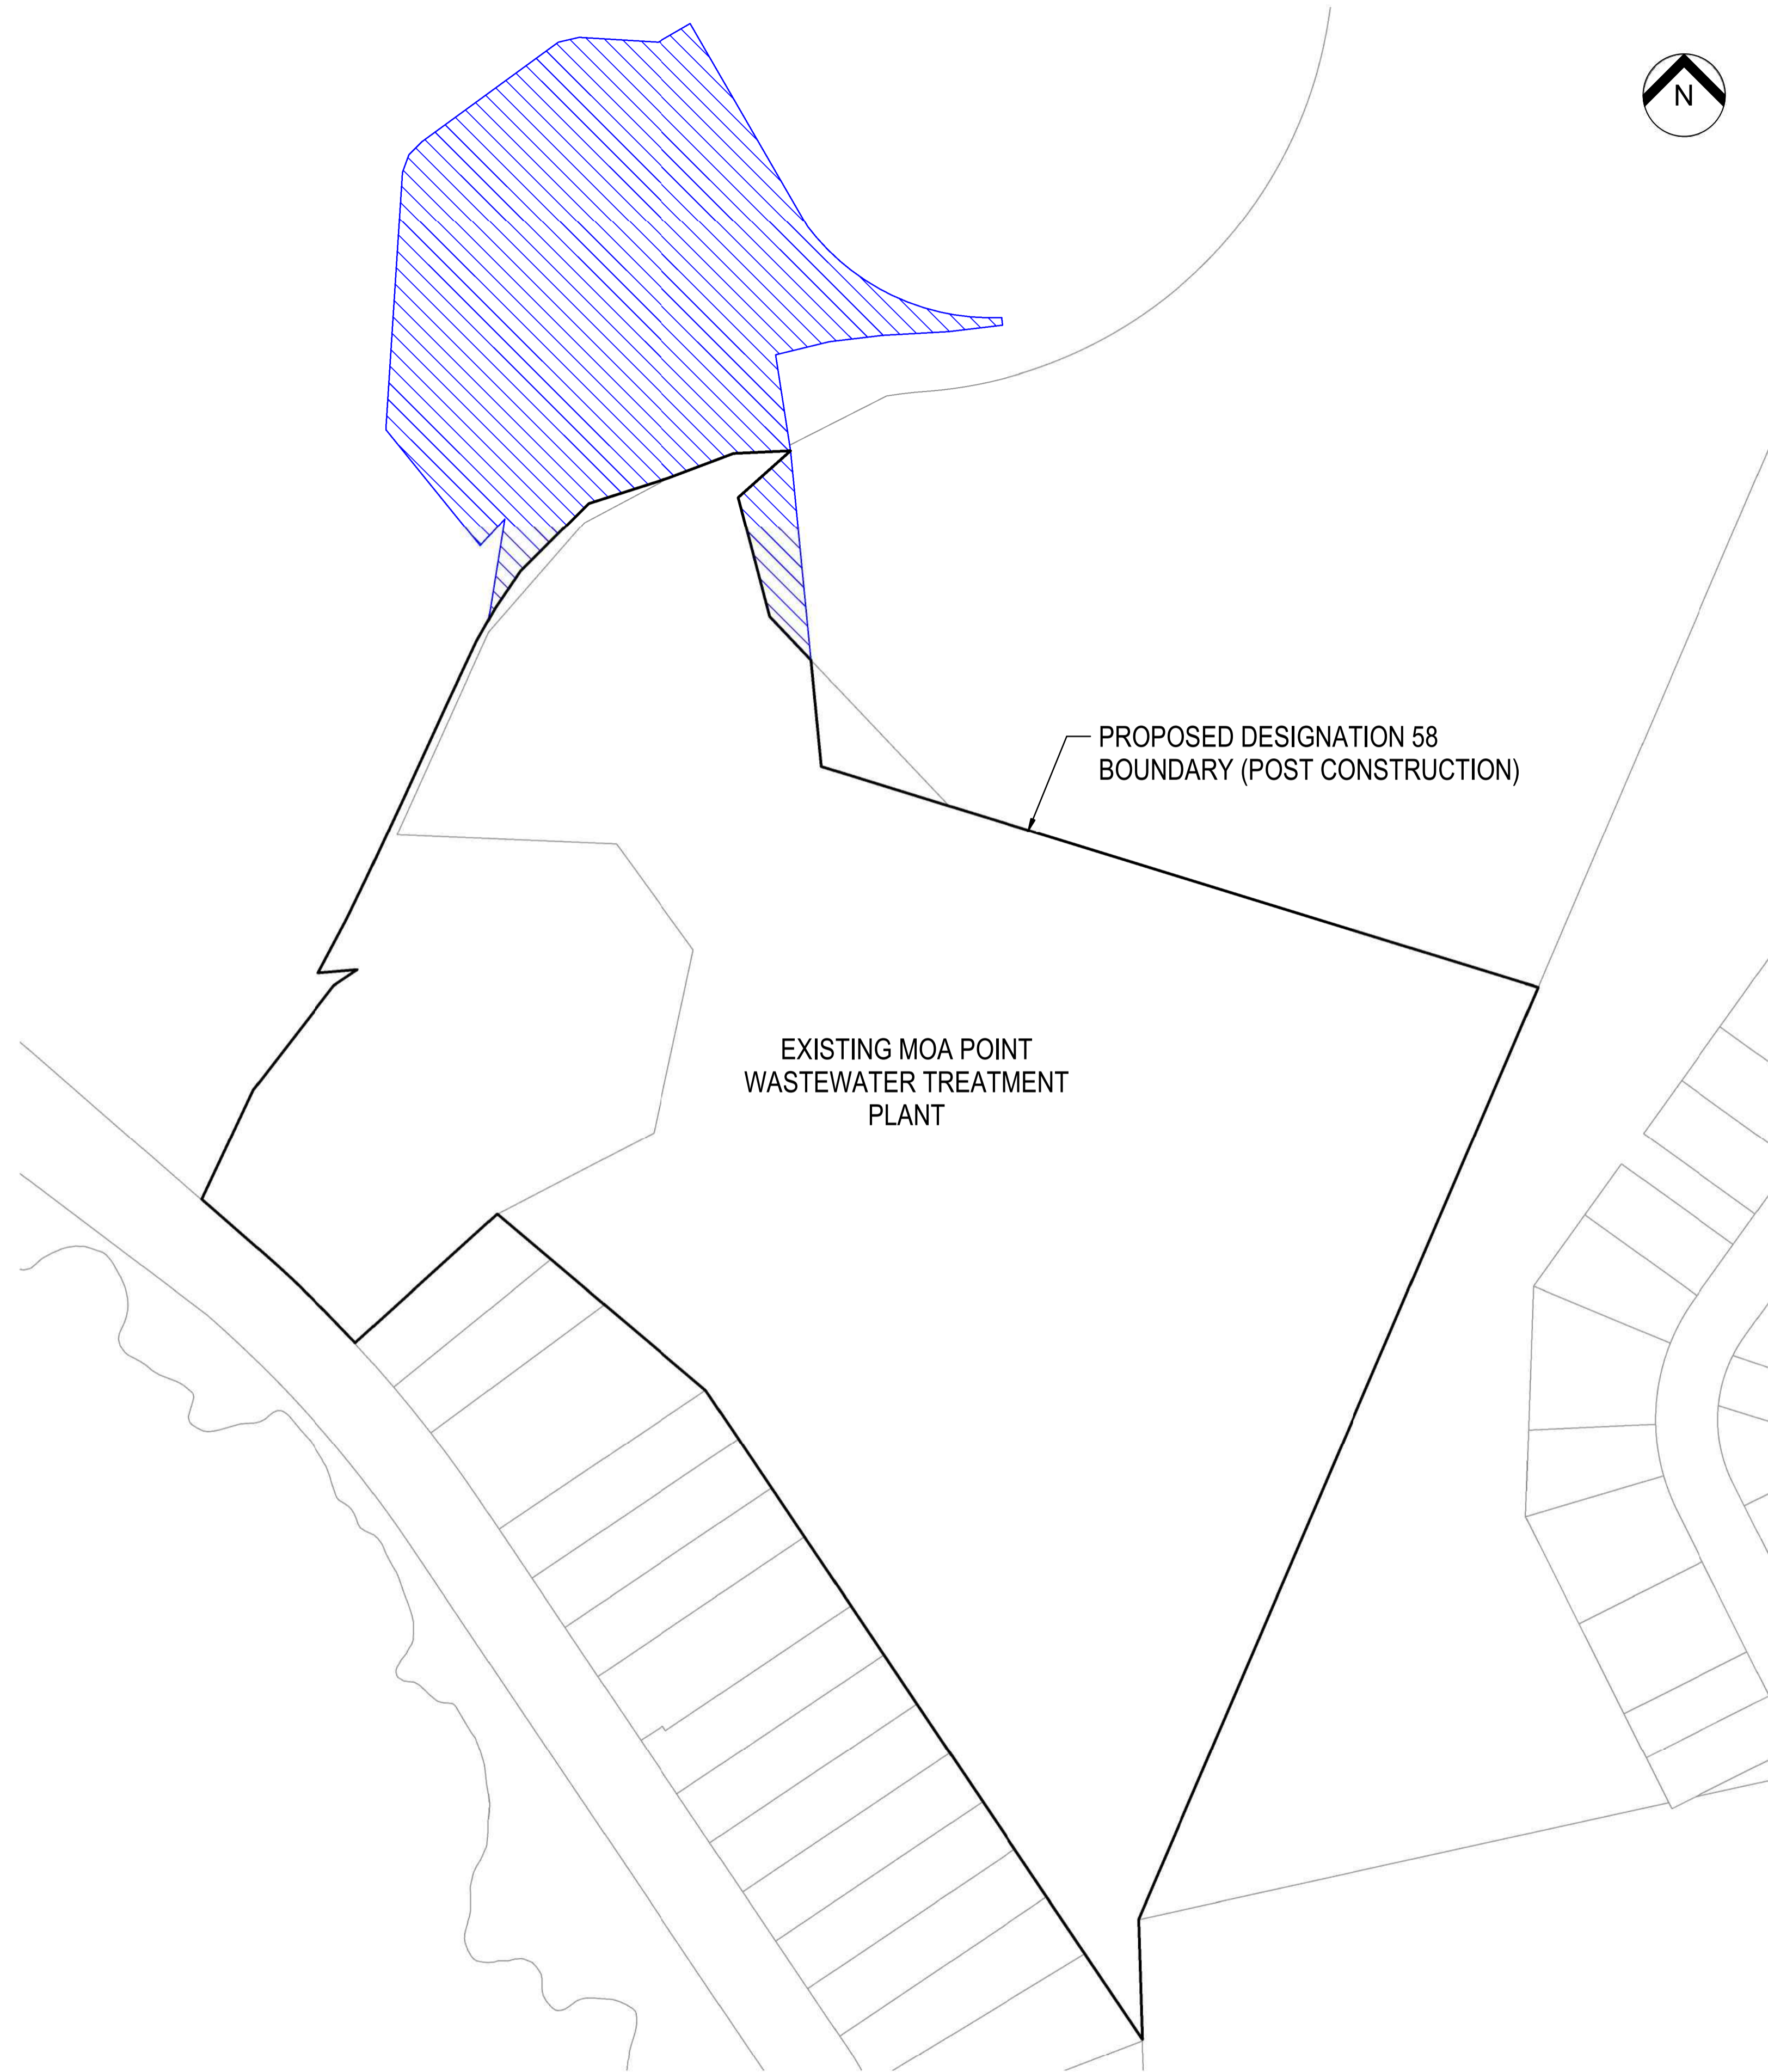 N
PROPOSED DESIGNATION 58
BOUNDARY (POST CONSTRUCTION)
EXISTING MOA POINT
WASTEWATER TREATMENT
PLANT